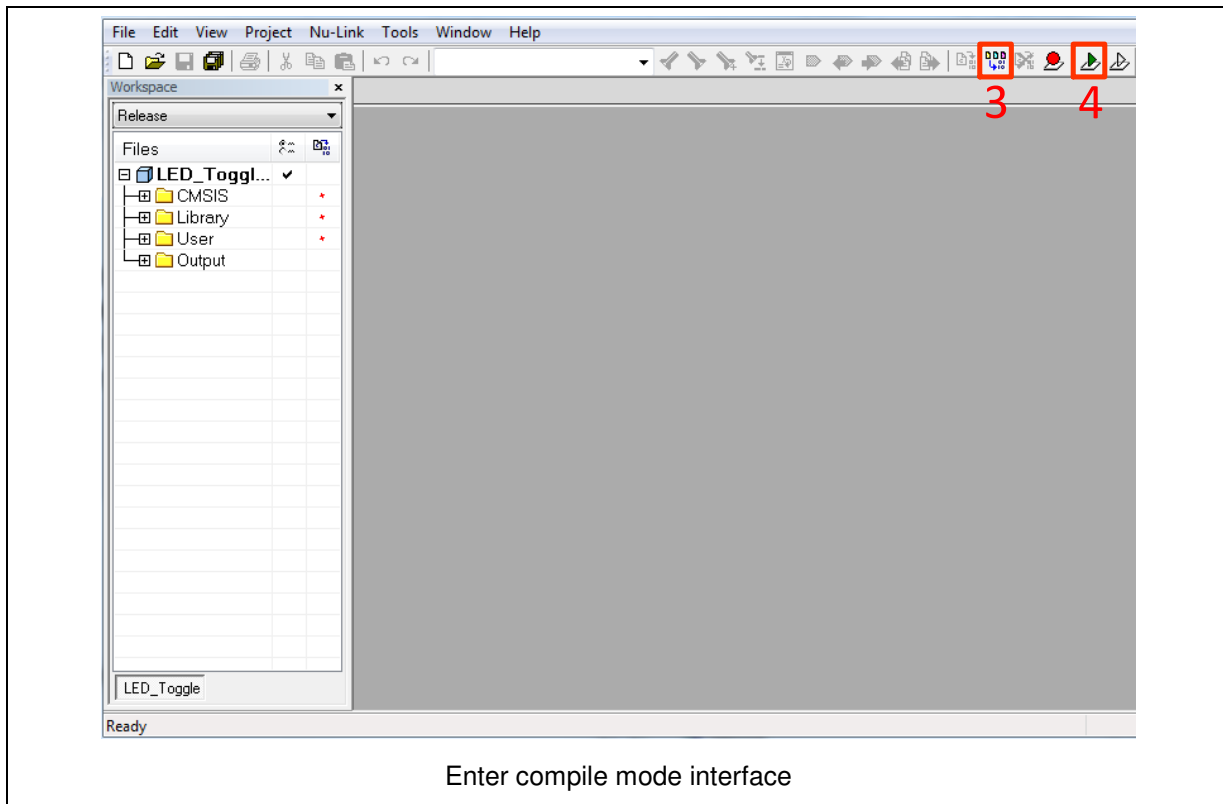 File Edit View Project Nu-Link Tools Window Help
3 4
Workspace
Release
Files
LED_Toggl...
CMSIS
Library
User
Output
LED_Toggle
Ready
Enter compile mode interface